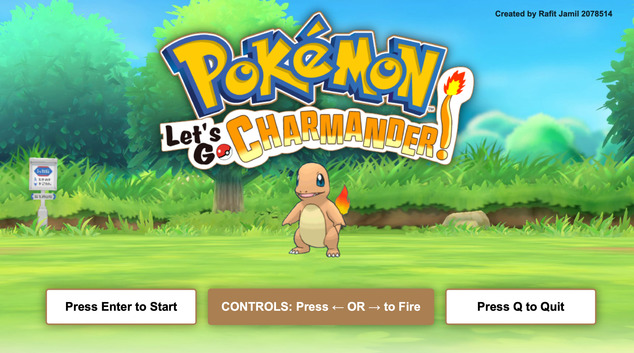 Created by Rafit Jamil 2078514
POKéMON
TM
Let's
GO
CHARMANDER!
Press Enter to Start
CONTROLS: Press ← OR → to Fire
Press Q to Quit